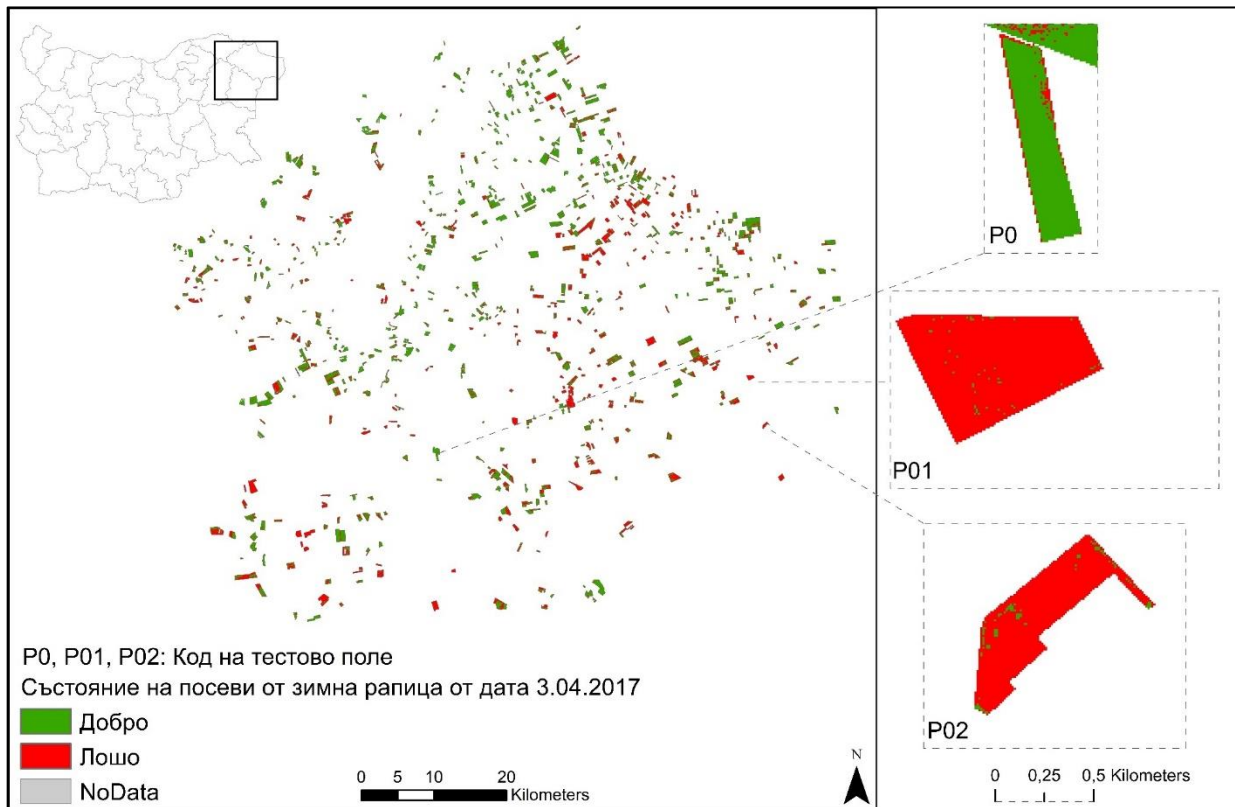 P0
P01
P02
P0, P01, P02: Код на тестово поле
Състояние на посеви от зимна рапица от дата 3.04.2017
Добро
Лошо
NoData
0 5 10 20
Kilometers
N
0 0,25 0,5 Kilometers